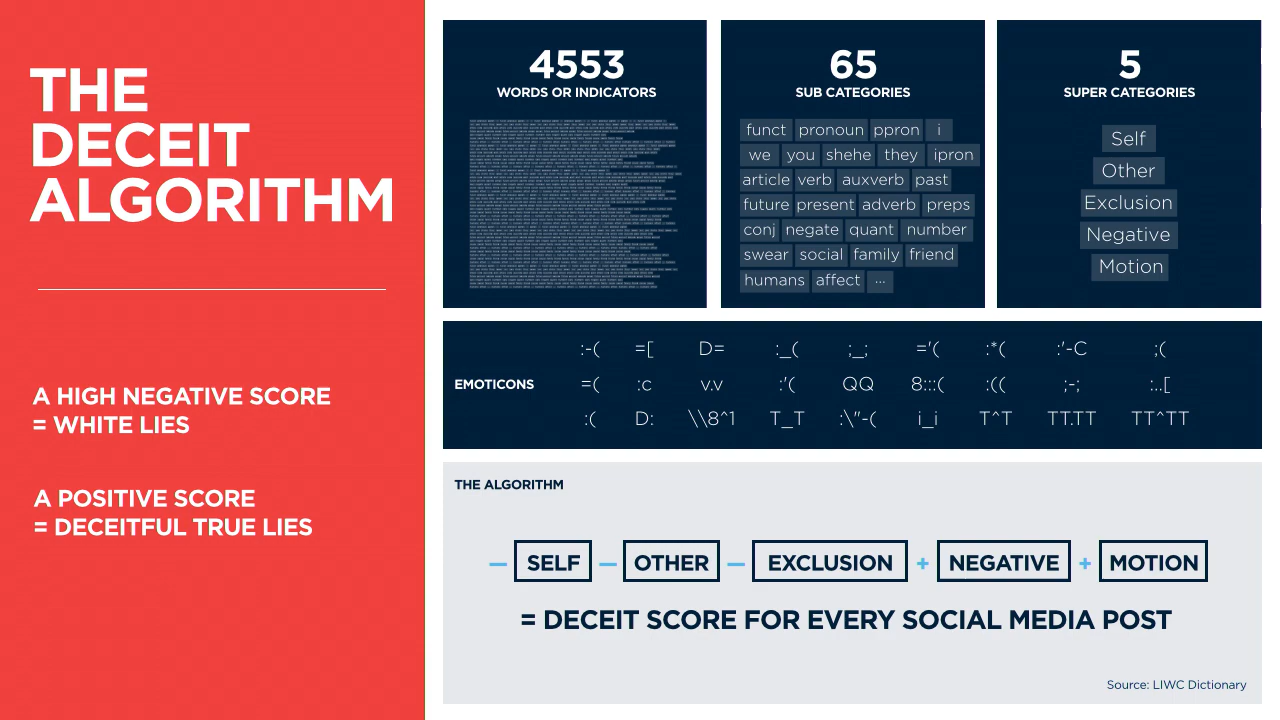 THE
DECEIT
ALGORITHM
A HIGH NEGATIVE SCORE
= WHITE LIES
A POSITIVE SCORE
= DECEITFUL TRUE LIES
4553
WORDS OR INDICATORS
65
SUB CATEGORIES
funct pronoun ppron i
we you shehe they ipron
article verb auxverb past
future present adverb preps
conj negate quant number
swear social family friend
humans affect ...
5
SUPER CATEGORIES
Self
Other
Exclusion
Negative
Motion
EMOTICONS
:-( =[ D= :_( ;_; ='( :*( :'-C ;(
=( :c v.v :'( QQ 8:::( :(( ;-; :..[
:( D: \\8^1 T_T :\"-( i_i T^T TT.TT TT^TT
THE ALGORITHM
— SELF — OTHER — EXCLUSION + NEGATIVE + MOTION
= DECEIT SCORE FOR EVERY SOCIAL MEDIA POST
Source: LIWC Dictionary